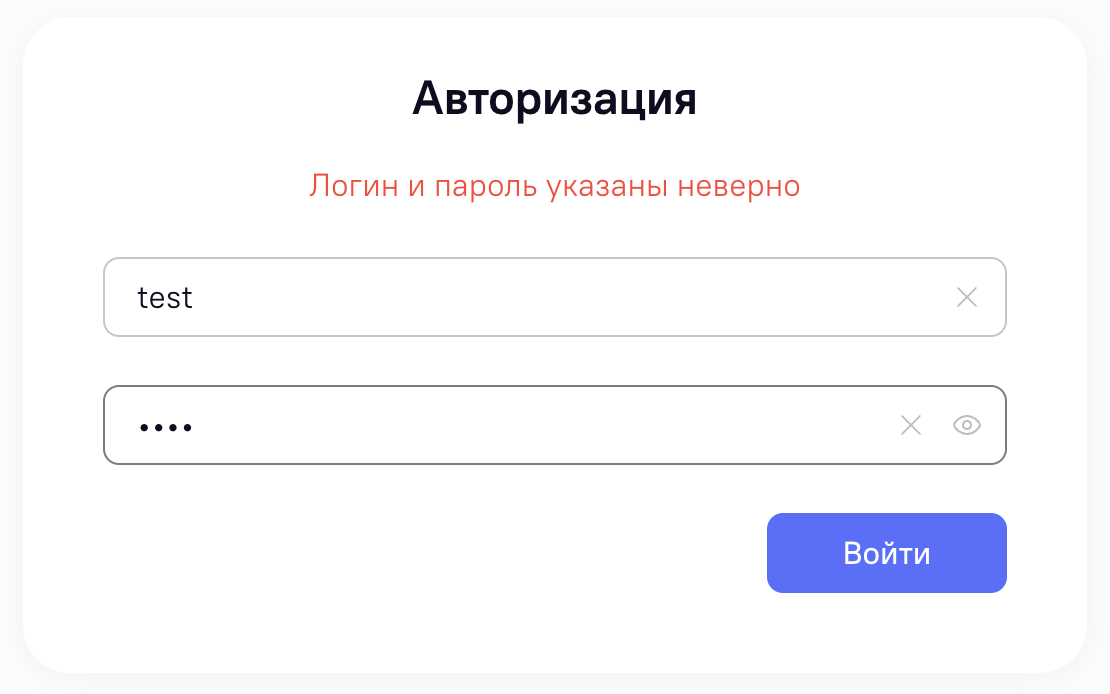 Авторизация
Логин и пароль указаны неверно
test
••••
Войти